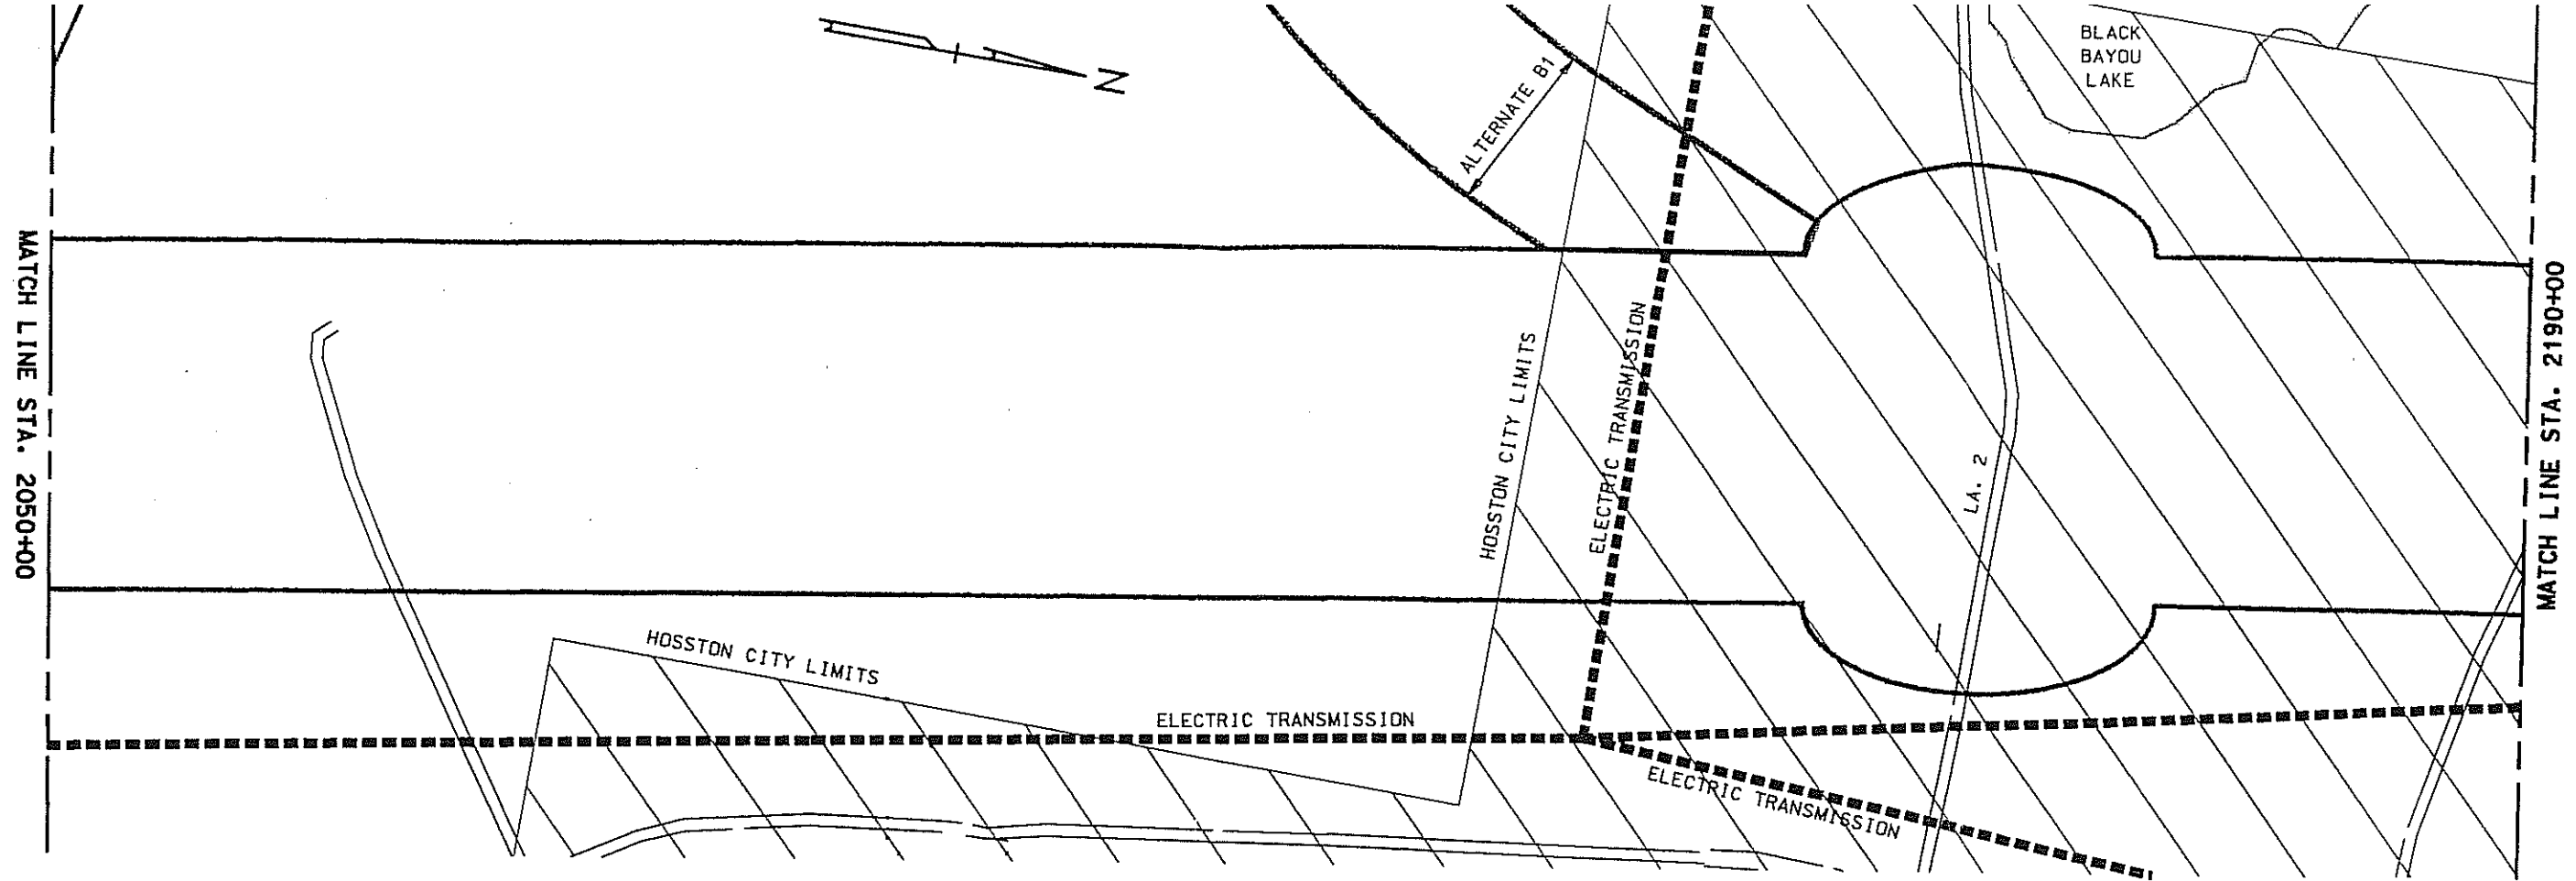 BLACK
BAYOU
LAKE
N
ALTERNATE B1
MATCH LINE STA. 2050+00
MATCH LINE STA. 2190+00
HOSSTON CITY LIMITS
ELECTRIC TRANSMISSION
LA. 2
HOSSTON CITY LIMITS
ELECTRIC TRANSMISSION
ELECTRIC TRANSMISSION